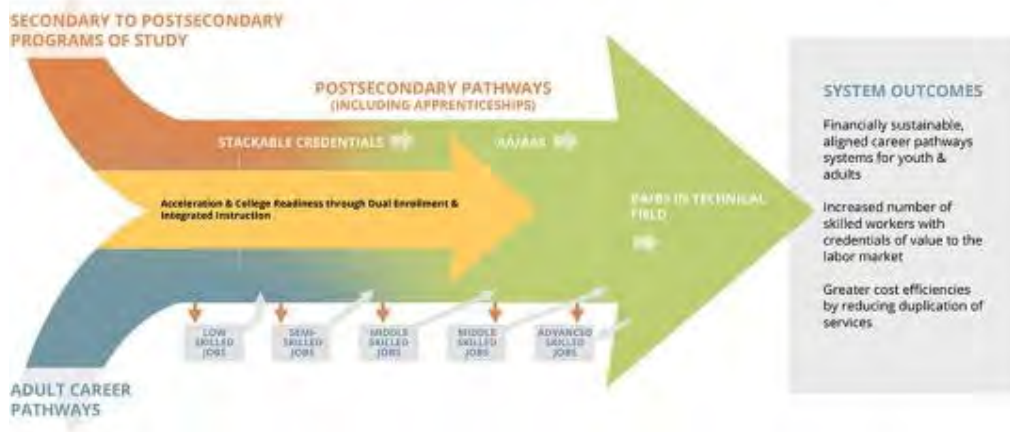 SECONDARY TO POSTSECONDARY
PROGRAMS OF STUDY
POSTSECONDARY PATHWAYS
(INCLUDING APPRENTICESHIPS)
STACKABLE CREDENTIALS
AA/AAS
Acceleration & College Readiness through Dual Enrollment &
Integrated Instruction
BA/BS IN TECHNICAL
FIELD
LOW
SKILLED
JOBS
SEMI-
SKILLED
JOBS
MIDDLE
SKILLED
JOBS
MIDDLE
SKILLED
JOBS
ADVANCED
SKILLED
JOBS
ADULT CAREER
PATHWAYS
SYSTEM OUTCOMES
Financially sustainable,
aligned career pathways
systems for youth &
adults
Increased number of
skilled workers with
credentials of value to the
labor market
Greater cost efficiencies
by reducing duplication of
services